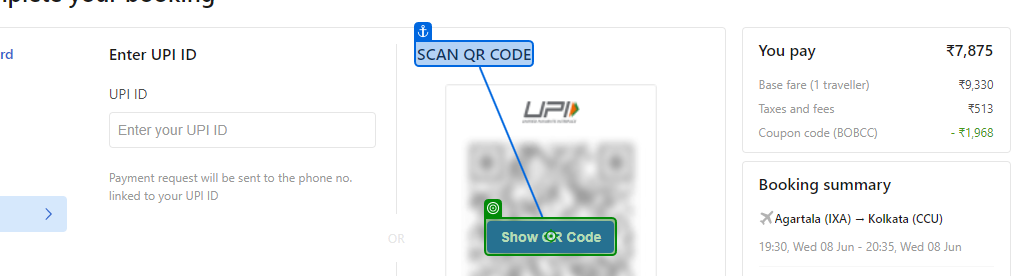 plete your booking
rd
Enter UPI ID
UPI ID
Enter your UPI ID
Payment request will be sent to the phone no.
linked to your UPI ID
OR
SCAN QR CODE
UPI
Show QR Code
You pay ₹7,875
Base fare (1 traveller) ₹9,330
Taxes and fees ₹513
Coupon code (BOBCC) - ₹1,968
Booking summary
Agartala (IXA) → Kolkata (CCU)
19:30, Wed 08 Jun - 20:35, Wed 08 Jun